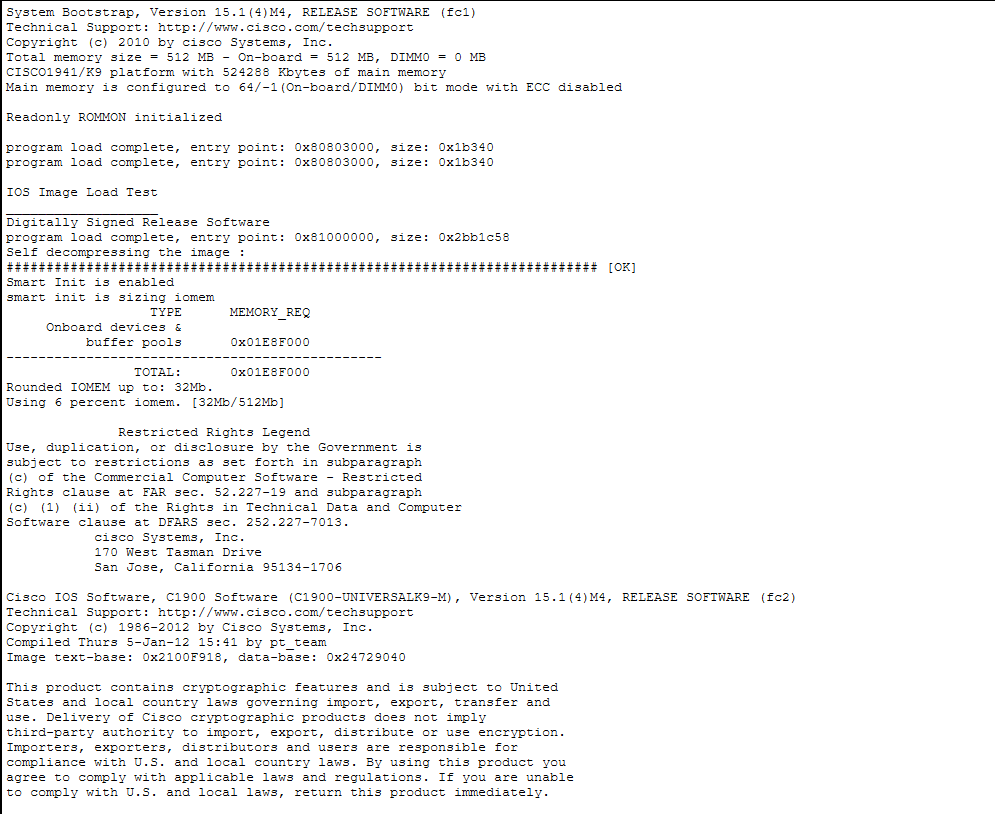 System Bootstrap, Version 15.1(4)M4, RELEASE SOFTWARE (fc1)
Technical Support: http://www.cisco.com/techsupport
Copyright (c) 2010 by cisco Systems, Inc.
Total memory size = 512 MB - On-board = 512 MB, DIMM0 = 0 MB
CISCO1941/K9 platform with 524288 Kbytes of main memory
Main memory is configured to 64/-1(On-board/DIMM0) bit mode with ECC disabled

Readonly ROMMON initialized

program load complete, entry point: 0x80803000, size: 0x1b340
program load complete, entry point: 0x80803000, size: 0x1b340

IOS Image Load Test
___________________
Digitally Signed Release Software
program load complete, entry point: 0x81000000, size: 0x2bb1c58
Self decompressing the image :
########################################################################## [OK]
Smart Init is enabled
smart init is sizing iomem
                  TYPE      MEMORY_REQ
     Onboard devices &
          buffer pools      0x01E8F000
-----------------------------------------------
                TOTAL:      0x01E8F000
Rounded IOMEM up to: 32Mb.
Using 6 percent iomem. [32Mb/512Mb]

              Restricted Rights Legend
Use, duplication, or disclosure by the Government is
subject to restrictions as set forth in subparagraph
(c) of the Commercial Computer Software - Restricted
Rights clause at FAR sec. 52.227-19 and subparagraph
(c) (1) (ii) of the Rights in Technical Data and Computer
Software clause at DFARS sec. 252.227-7013.
           cisco Systems, Inc.
           170 West Tasman Drive
           San Jose, California 95134-1706

Cisco IOS Software, C1900 Software (C1900-UNIVERSALK9-M), Version 15.1(4)M4, RELEASE SOFTWARE (fc2)
Technical Support: http://www.cisco.com/techsupport
Copyright (c) 1986-2012 by Cisco Systems, Inc.
Compiled Thurs 5-Jan-12 15:41 by pt_team
Image text-base: 0x2100F918, data-base: 0x24729040

This product contains cryptographic features and is subject to United
States and local country laws governing import, export, transfer and
use. Delivery of Cisco cryptographic products does not imply
third-party authority to import, export, distribute or use encryption.
Importers, exporters, distributors and users are responsible for
compliance with U.S. and local country laws. By using this product you
agree to comply with applicable laws and regulations. If you are unable
to comply with U.S. and local laws, return this product immediately.